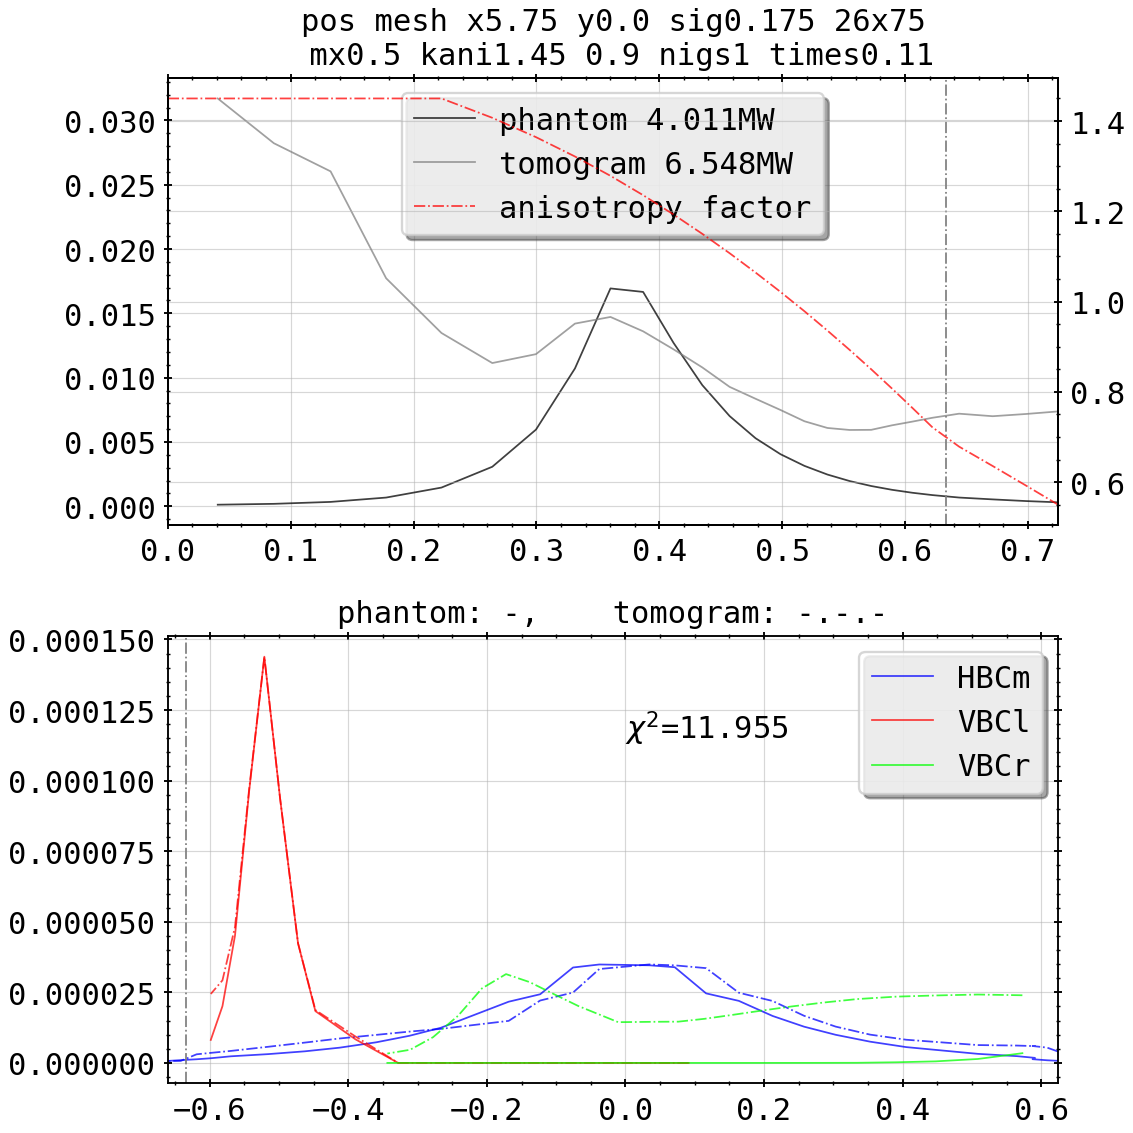 pos mesh x5.75 y0.0 sig0.175 26x75
mx0.5 kani1.45 0.9 nigs1 times0.11
phantom 4.011MW
tomogram 6.548MW
anisotropy factor
0.030
0.025
0.020
0.015
0.010
0.005
0.000
1.4
1.2
1.0
0.8
0.6
0.0 0.1 0.2 0.3 0.4 0.5 0.6 0.7
phantom: -,    tomogram: -.-.-
HBCm
VBCl
VBCr
χ²=11.955
0.000150
0.000125
0.000100
0.000075
0.000050
0.000025
0.000000
−0.6 −0.4 −0.2 0.0 0.2 0.4 0.6